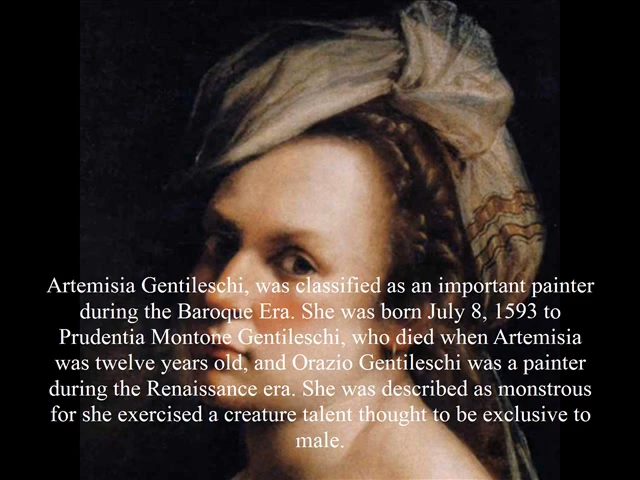 Artemisia Gentileschi, was classified as an important painter
during the Baroque Era. She was born July 8, 1593 to
Prudentia Montone Gentileschi, who died when Artemisia
was twelve years old, and Orazio Gentileschi was a painter
during the Renaissance era. She was described as monstrous
for she exercised a creature talent thought to be exclusive to
male.